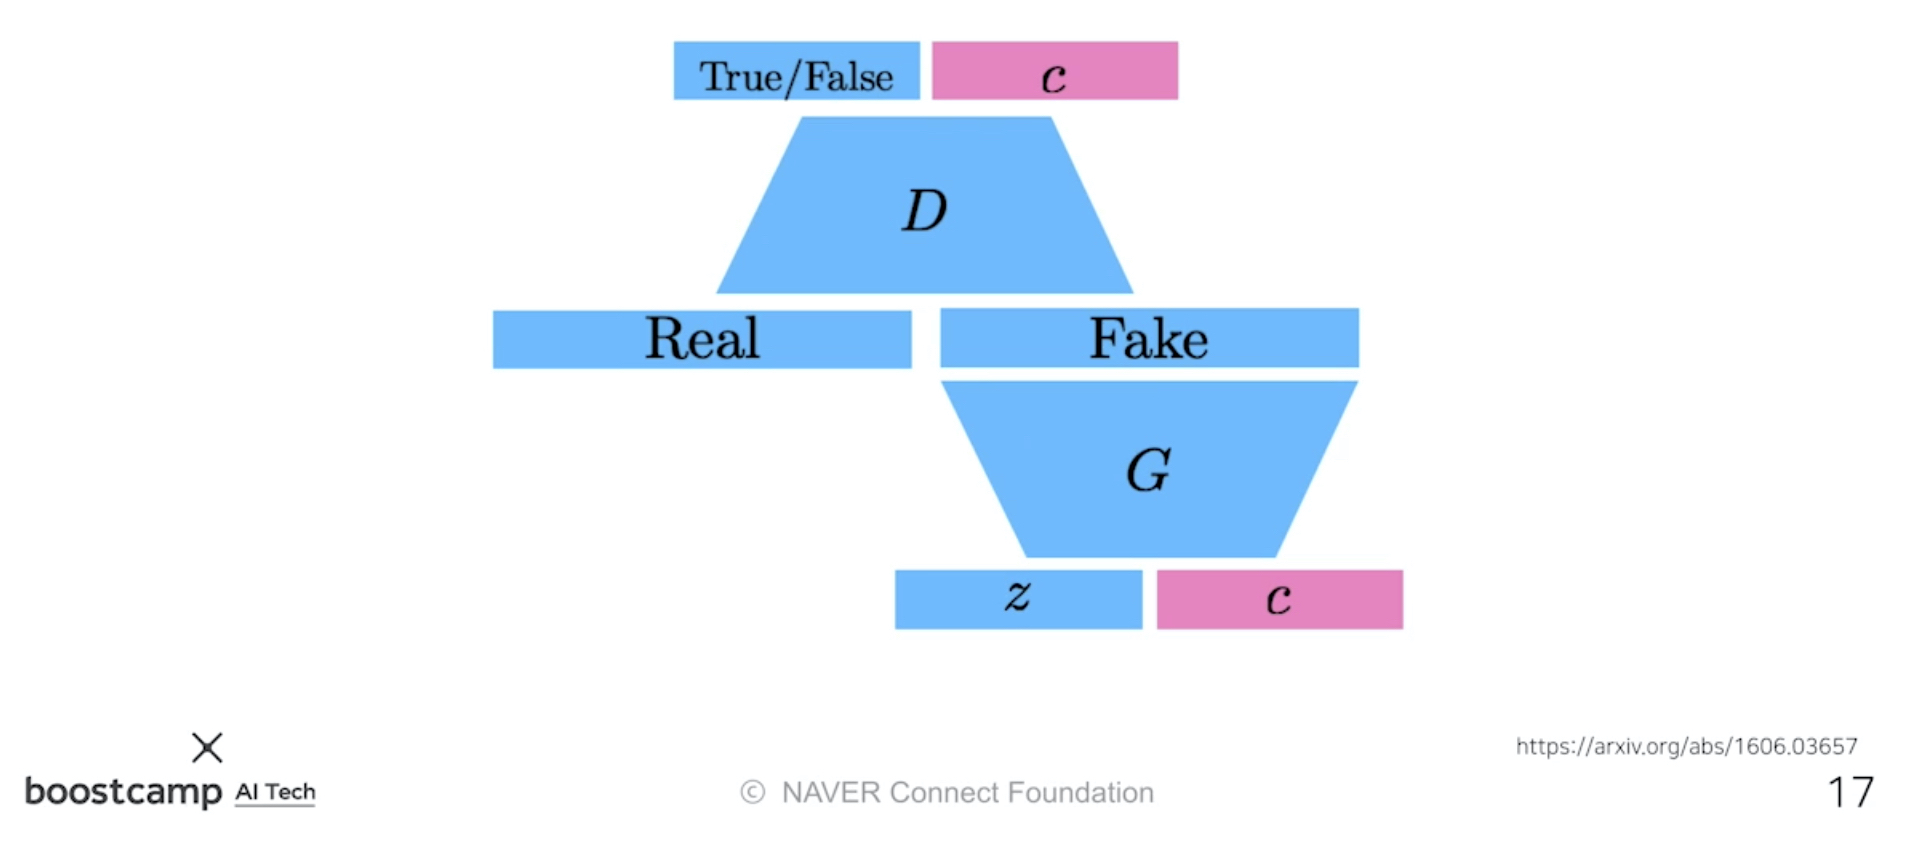 True/False c
D
Real Fake
G
z c
https://arxiv.org/abs/1606.03657
boostcamp AI Tech
© NAVER Connect Foundation
17